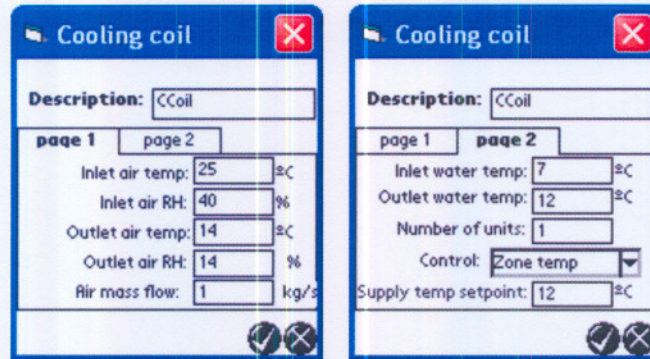 Cooling coil
Description: CCoil
page 1 page 2
Inlet air temp: 25 ºC
Inlet air RH: 40 %
Outlet air temp: 14 ºC
Outlet air RH: 14 %
Air mass flow: 1 kg/s
Cooling coil
Description: CCoil
page 1 page 2
Inlet water temp: 7 ºC
Outlet water temp: 12 ºC
Number of units: 1
Control: Zone temp
Supply temp setpoint: 12 ºC